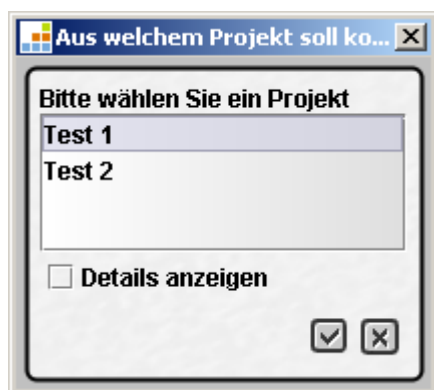 Aus welchem Projekt soll ko...
Bitte wählen Sie ein Projekt
Test 1
Test 2
Details anzeigen